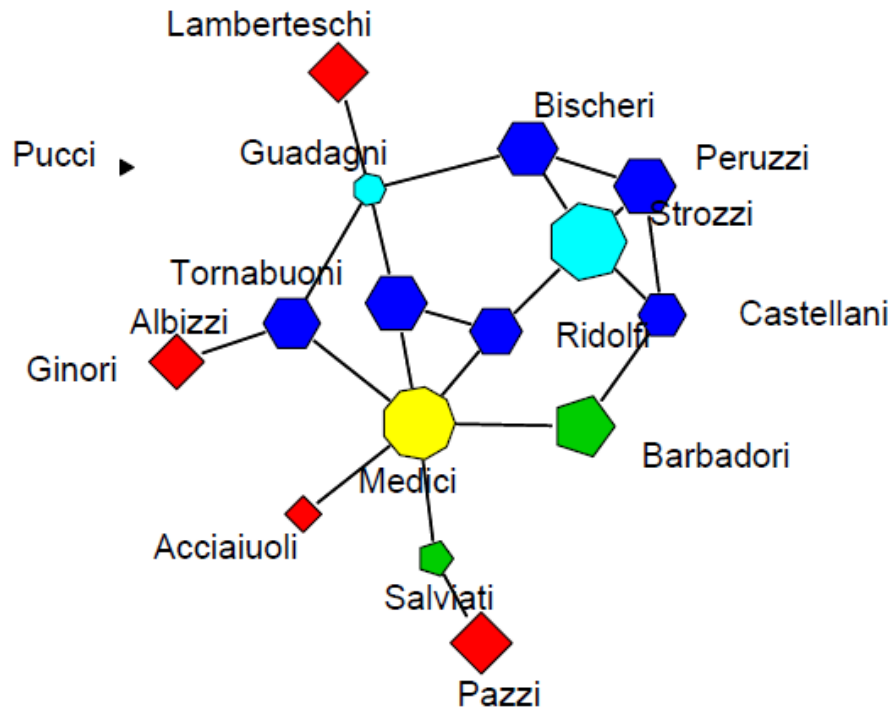 Lamberteschi
Bischeri
Pucci
Guadagni
Peruzzi
Strozzi
Tornabuoni
Albizzi
Ridolfi
Castellani
Ginori
Barbadori
Medici
Acciaiuoli
Salviati
Pazzi